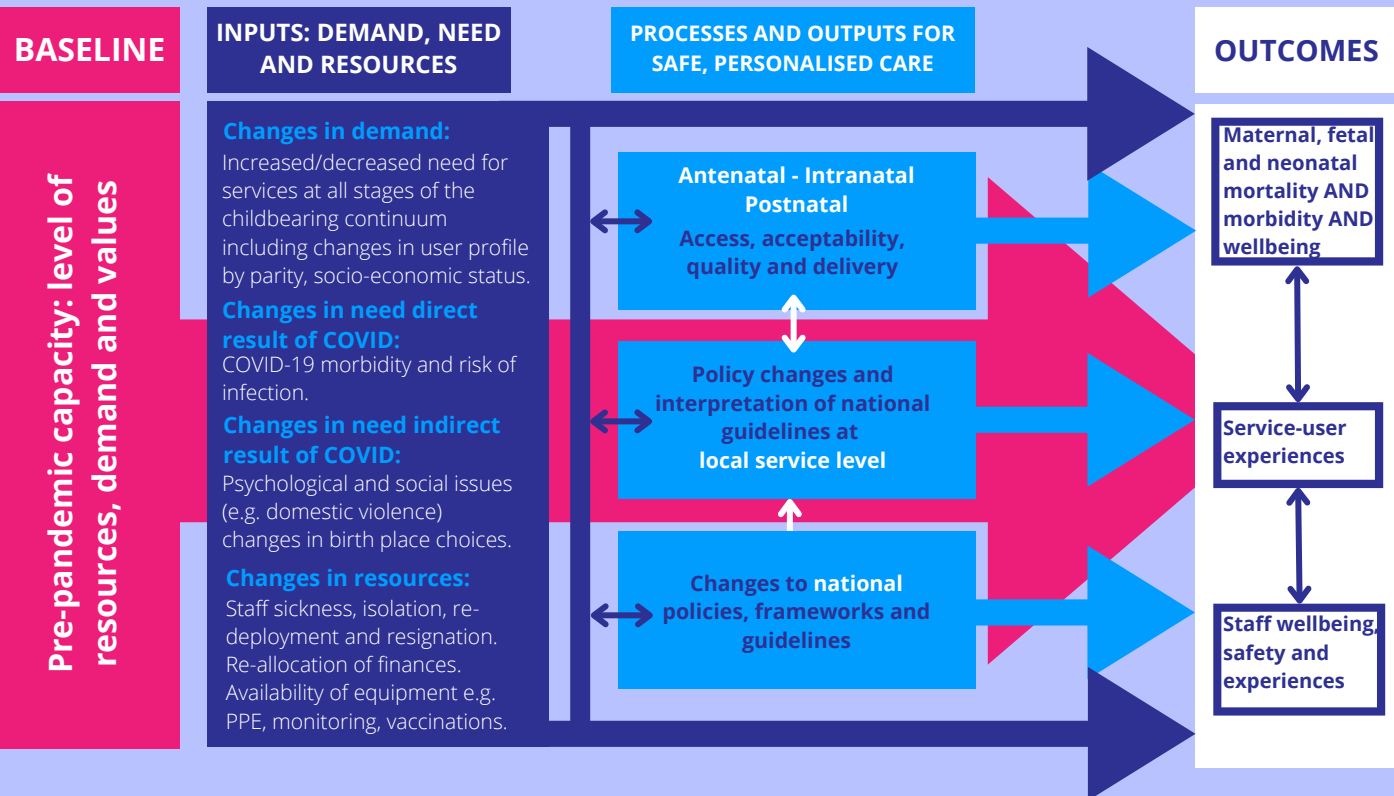 BASELINE
INPUTS: DEMAND, NEED
AND RESOURCES
PROCESSES AND OUTPUTS FOR
SAFE, PERSONALISED CARE
OUTCOMES
Pre-pandemic capacity: level of
resources, demand and values
Changes in demand:
Increased/decreased need for
services at all stages of the
childbearing continuum
including changes in user profile
by parity, socio-economic status.
Changes in need direct
result of COVID:
COVID-19 morbidity and risk of
infection.
Changes in need indirect
result of COVID:
Psychological and social issues
(e.g. domestic violence)
changes in birth place choices.
Changes in resources:
Staff sickness, isolation, re-
deployment and resignation.
Re-allocation of finances.
Availability of equipment e.g.
PPE, monitoring, vaccinations.
Antenatal - Intranatal
Postnatal
Access, acceptability,
quality and delivery
Policy changes and
interpretation of national
guidelines at
local service level
Changes to national
policies, frameworks and
guidelines
Maternal, fetal
and neonatal
mortality AND
morbidity AND
wellbeing
Service-user
experiences
Staff wellbeing,
safety and
experiences